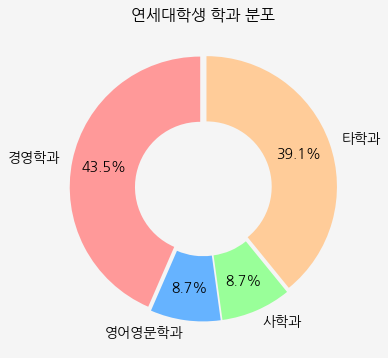 연세대학생 학과 분포
타학과
39.1%
경영학과
43.5%
8.7%
8.7%
영어영문학과
사학과